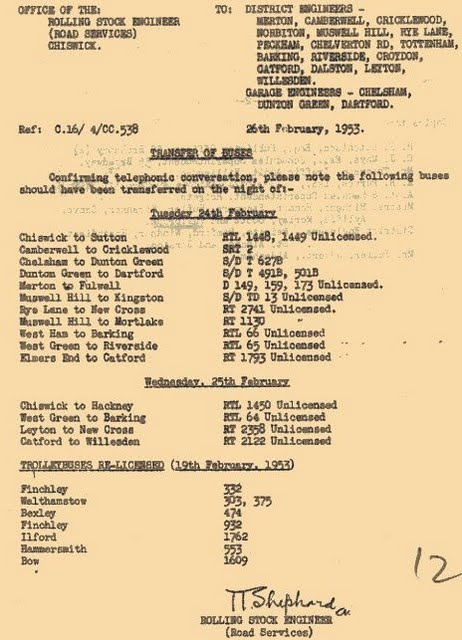 OFFICE OF THE:
ROLLING STOCK ENGINEER
(ROAD SERVICES)
CHISWICK.
TO: DISTRICT ENGINEERS -
MERTON, CAMBERWELL, CRICKLEWOOD,
NORBITON, MUSWELL HILL, RYE LANE,
PECKHAM, CHELVERTON RD, TOTTENHAM,
BARKING, RIVERSIDE, CROYDON,
CATFORD, DALSTON, LEYTON,
WILLESDEN.
GARAGE ENGINEERS - CHELSHAM,
DUNTON GREEN, DARTFORD.
Ref: C.16/ 4/CC.538
26th February, 1953.
TRANSFER OF BUSES
Confirming telephonic conversation, please note the following buses
should have been transferred on the night of:-
Tuesday 24th February
Chiswick to Sutton RTL 1448, 1449 Unlicensed.
Camberwell to Cricklewood SRT 2
Chelsham to Dunton Green S/D T 627B
Dunton Green to Dartford S/D T 491B, 501B
Merton to Fulwell D 149, 159, 173 Unlicensed.
Muswell Hill to Kingston S/D TD 13 Unlicensed
Rye Lane to New Cross RT 2741 Unlicensed.
Muswell Hill to Mortlake RT 1130 "
West Ham to Barking RTL 66 Unlicensed
West Green to Riverside RTL 65 Unlicensed
Elmers End to Catford RT 1793 Unlicensed
Wednesday, 25th February
Chiswick to Hackney RTL 1450 Unlicensed
West Green to Barking RTL 64 Unlicensed
Leyton to New Cross RT 2358 Unlicensed
Catford to Willesden RT 2122 Unlicensed
TROLLEYBUSES RE-LICENSED (19th February, 1953)
Finchley 332
Walthamstow 303, 375
Bexley 474
Finchley 932
Ilford 1762
Hammersmith 553
Bow 1609
12
TT Shephard
ROLLING STOCK ENGINEER
(Road Services)